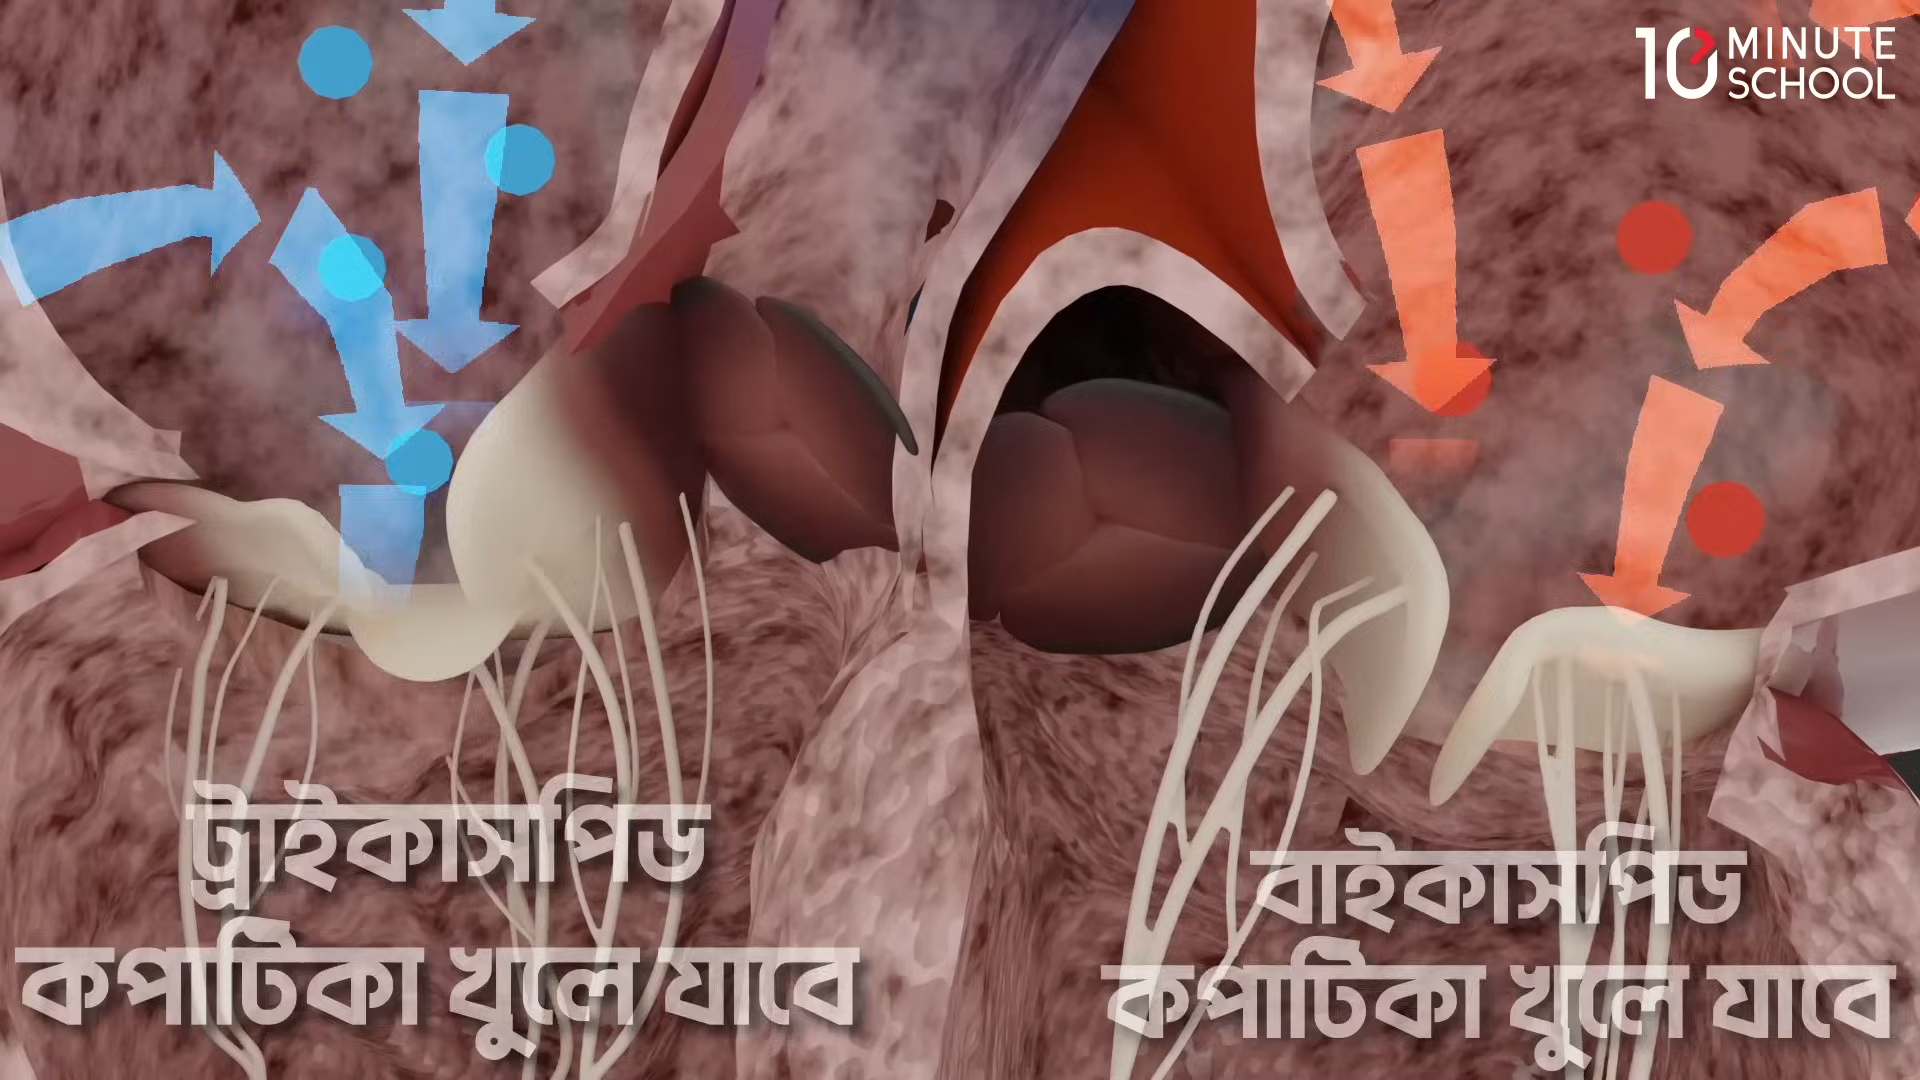 10 MINUTE
SCHOOL
ট্রাইকাসপিড
কপাটিকা খুলে যাবে
বাইকাসপিড
কপাটিকা খুলে যাবে